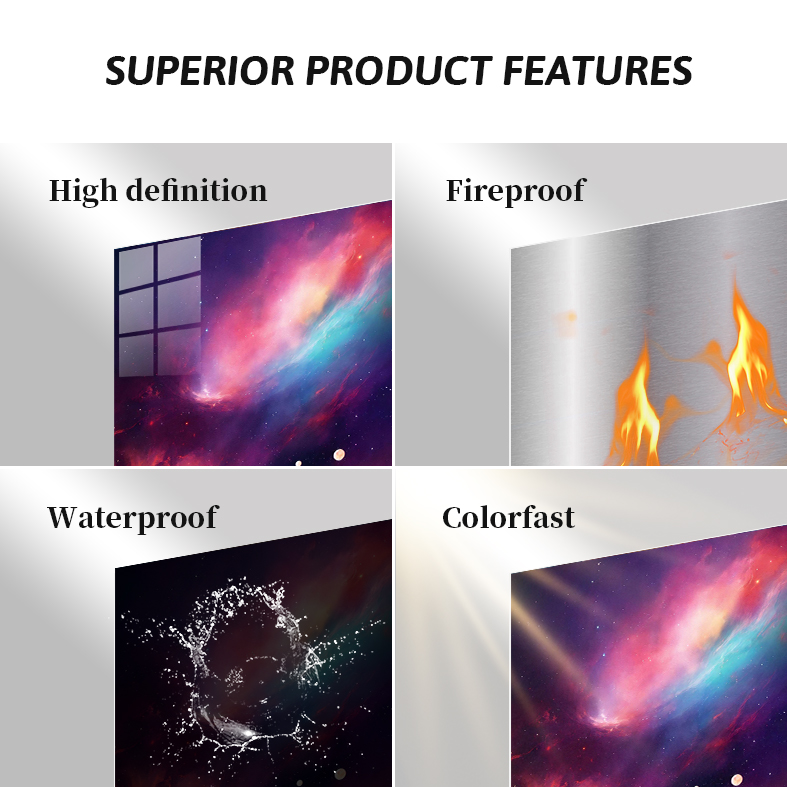 SUPERIOR PRODUCT FEATURES
High definition
Fireproof
Waterproof
Colorfast